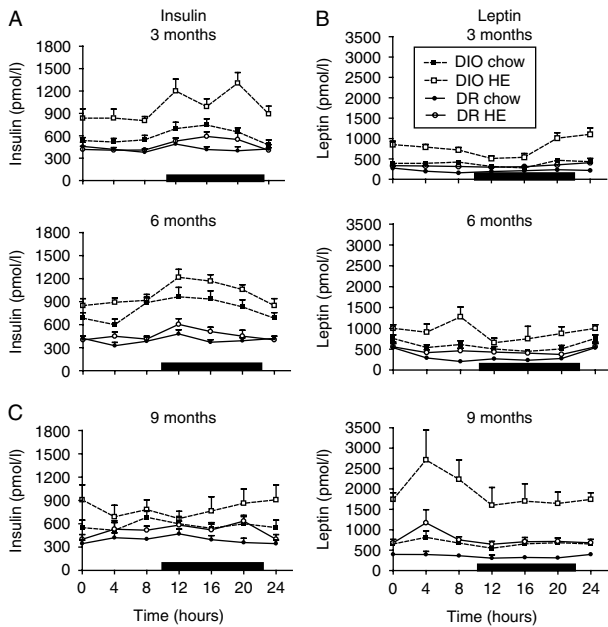 A
Insulin
3 months
Insulin (pmol/l)
1800
1500
1200
900
600
300
0
6 months
Insulin (pmol/l)
1800
1500
1200
900
600
300
0
C
9 months
Insulin (pmol/l)
1800
1500
1200
900
600
300
0
0 4 8 12 16 20 24
Time (hours)
B
Leptin
3 months
DIO chow
DIO HE
DR chow
DR HE
Leptin (pmol/l)
3500
3000
2500
2000
1500
1000
500
0
6 months
Leptin (pmol/l)
3500
3000
2500
2000
1500
1000
500
0
9 months
Leptin (pmol/l)
3500
3000
2500
2000
1500
1000
500
0
0 4 8 12 16 20 24
Time (hours)